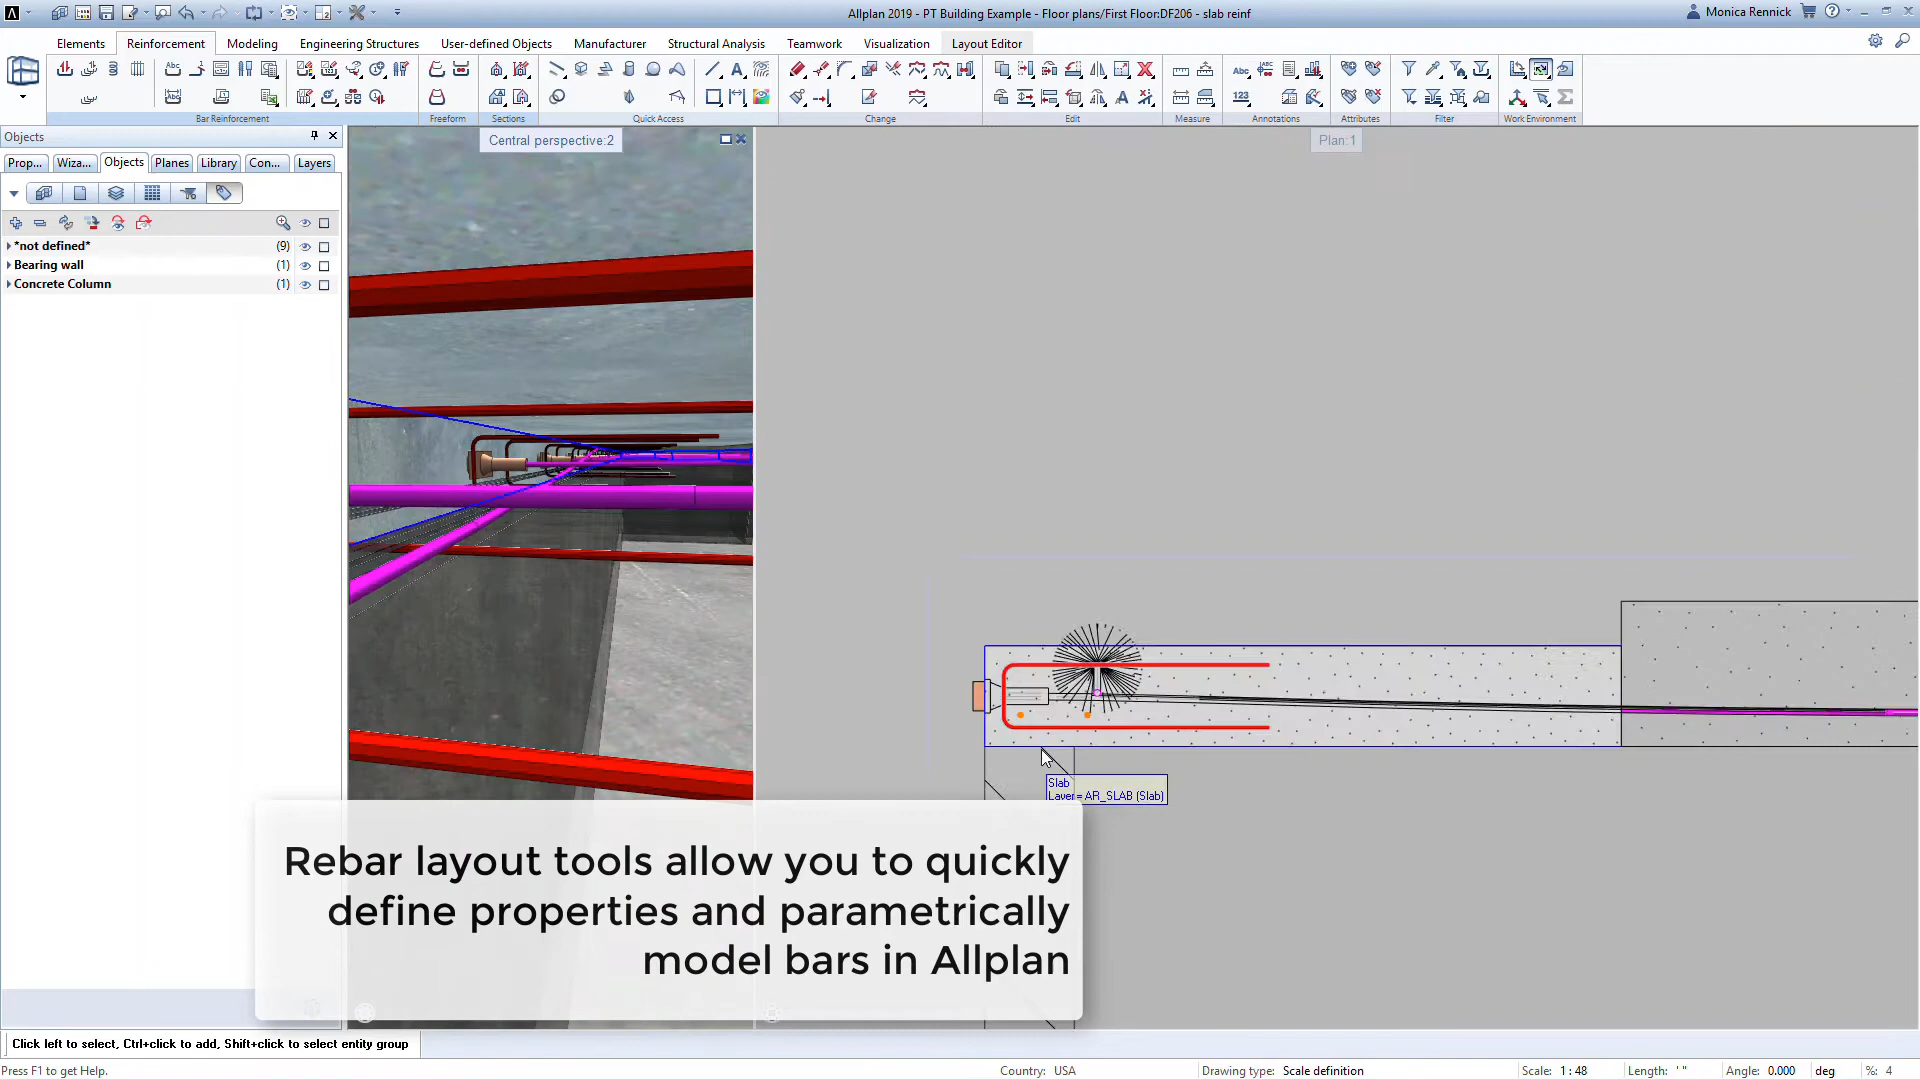 Allplan 2019 - PT Building Example - Floor plans/First Floor:DF206 - slab reinf
Monica Rennick
Elements
Reinforcement
Modeling
Engineering Structures
User-defined Objects
Manufacturer
Structural Analysis
Teamwork
Visualization
Layout Editor
Bar Reinforcement
Freeform
Sections
Quick Access
Change
Edit
Measure
Annotations
Attributes
Filter
Work Environment
Objects
Prop...
Wiza...
Objects
Planes
Library
Con...
Layers
*not defined* (9)
Bearing wall (1)
Concrete Column (1)
Central perspective:2
Plan:1
Slab
Layer = AR_SLAB (Slab)
Rebar layout tools allow you to quickly
define properties and parametrically
model bars in Allplan
Click left to select, Ctrl+click to add, Shift+click to select entity group
Press F1 to get Help.
Country: USA
Drawing type: Scale definition
Scale: 1 : 48
Length: ' "
Angle: 0.000 deg
%: 4